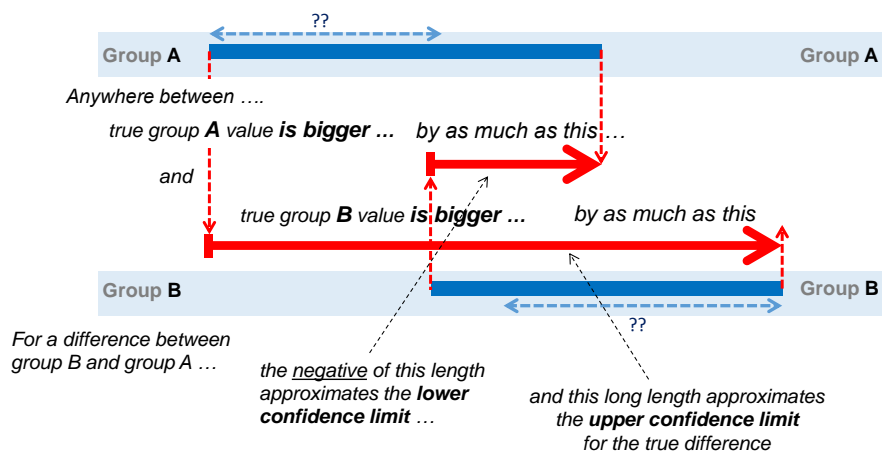 ??
Group A
Group A
Anywhere between ….
true group A value is bigger …
by as much as this …
and
true group B value is bigger …
by as much as this
Group B
Group B
??
For a difference between
group B and group A …
the negative of this length
approximates the lower
confidence limit …
and this long length approximates
the upper confidence limit
for the true difference